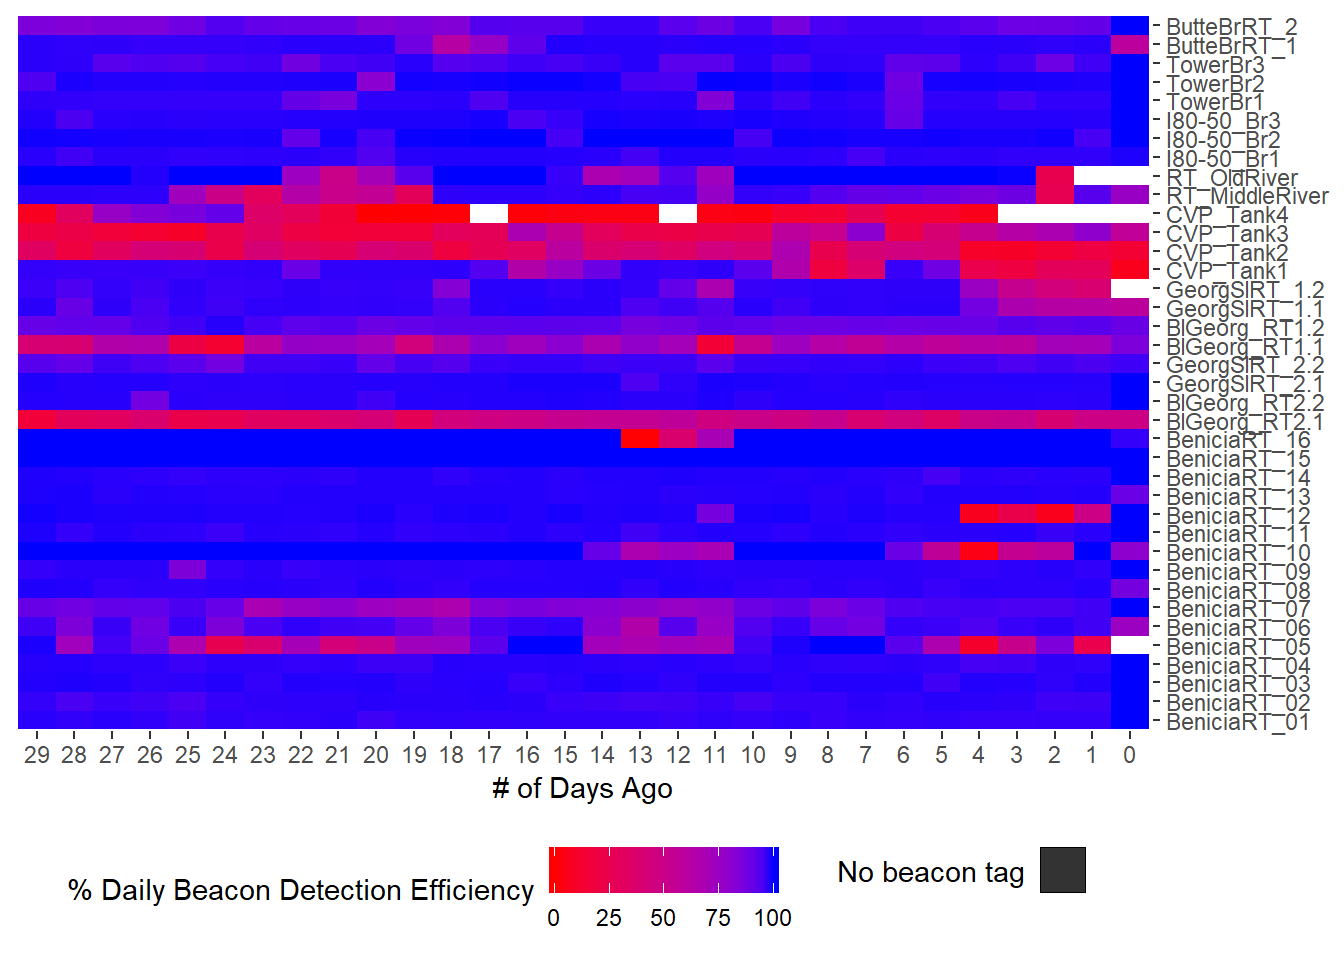 ButteBrRT_2
ButteBrRT_1
TowerBr3
TowerBr2
TowerBr1
I80-50_Br3
I80-50_Br2
I80-50_Br1
RT_OldRiver
RT_MiddleRiver
CVP_Tank4
CVP_Tank3
CVP_Tank2
CVP_Tank1
GeorgSlRT_1.2
GeorgSlRT_1.1
BlGeorg_RT1.2
BlGeorg_RT1.1
GeorgSlRT_2.2
GeorgSlRT_2.1
BlGeorg_RT2.2
BlGeorg_RT2.1
BeniciaRT_16
BeniciaRT_15
BeniciaRT_14
BeniciaRT_13
BeniciaRT_12
BeniciaRT_11
BeniciaRT_10
BeniciaRT_09
BeniciaRT_08
BeniciaRT_07
BeniciaRT_06
BeniciaRT_05
BeniciaRT_04
BeniciaRT_03
BeniciaRT_02
BeniciaRT_01
29 28 27 26 25 24 23 22 21 20 19 18 17 16 15 14 13 12 11 10 9 8 7 6 5 4 3 2 1 0
# of Days Ago
% Daily Beacon Detection Efficiency
0 25 50 75 100
No beacon tag